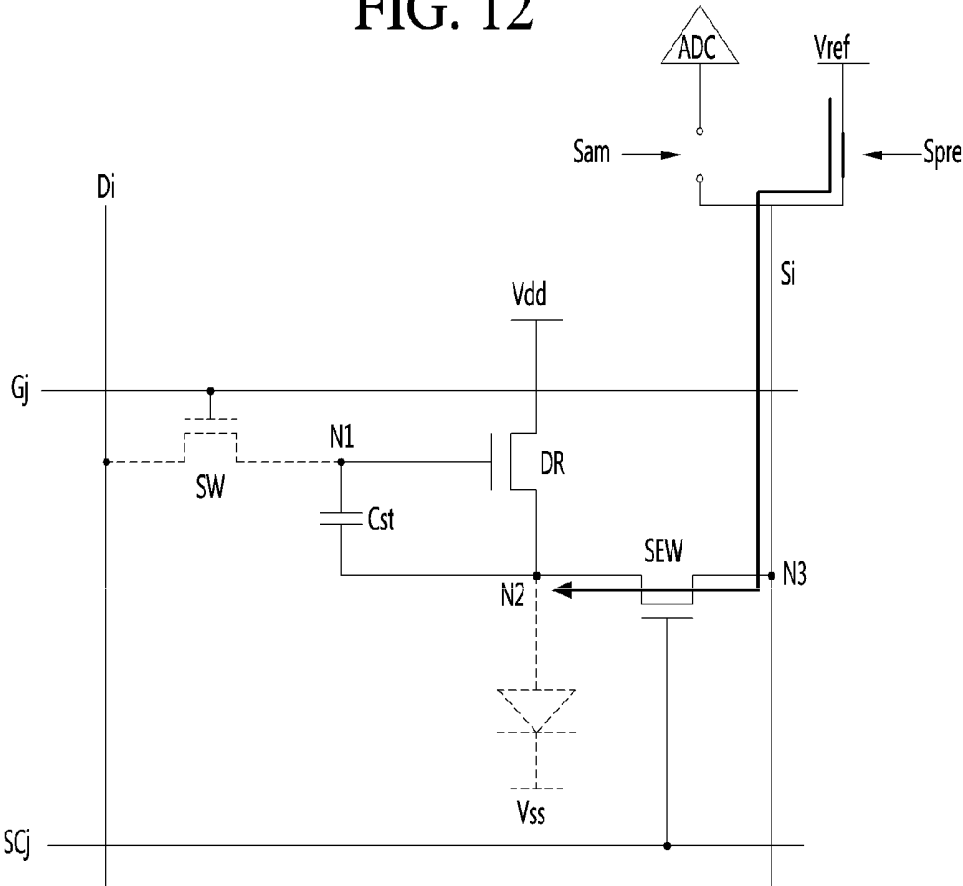 FIG. 12
ADC
Vref
Sam
Spre
Di
Si
Vdd
Gj
N1
DR
SW
Cst
SEW
N2
N3
Vss
SCj